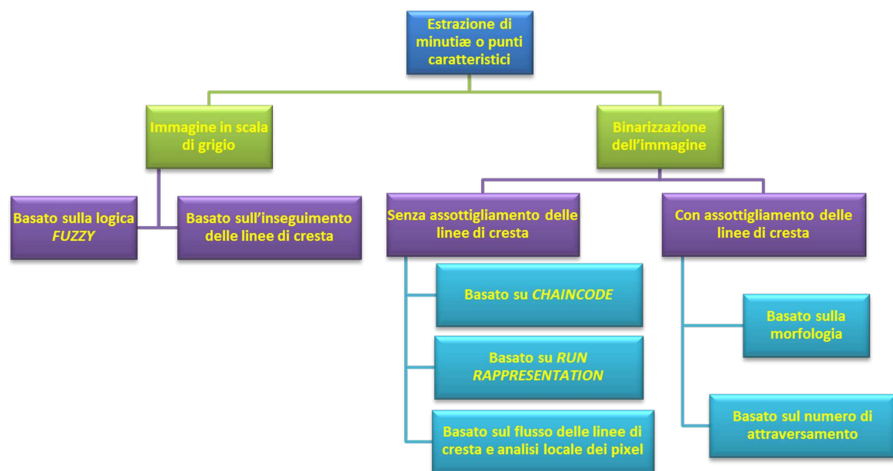 Estrazione di
minutiæ o punti
caratteristici
Immagine in scala
di grigio
Binarizzazione
dell'immagine
Basato sulla logica
FUZZY
Basato sull'inseguimento
delle linee di cresta
Senza assottigliamento delle
linee di cresta
Con assottigliamento delle
linee di cresta
Basato su CHAINCODE
Basato su RUN
RAPPRESENTATION
Basato sul flusso delle linee di
cresta e analisi locale dei pixel
Basato sulla
morfologia
Basato sul numero di
attraversamento